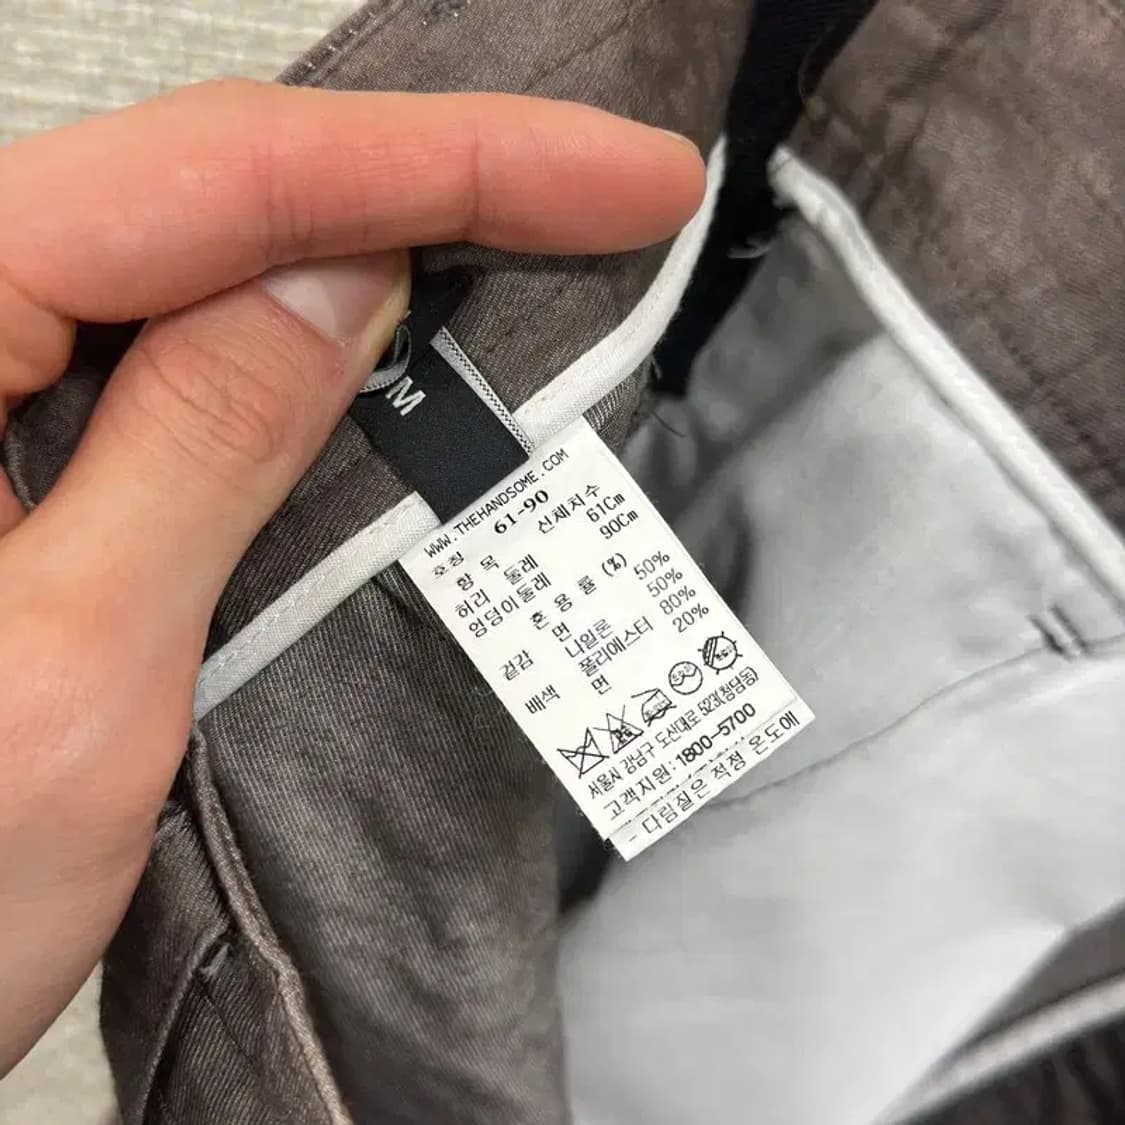 M
WWW.THEHANDSOME.COM
호칭 61-90
항 목 신체치수
허리 둘레 61Cm
엉덩이둘레 90Cm
혼 용 률 (%)
겉감 면 50%
나일론 50%
배색 폴리에스터 80%
면 20%
서울시 강남구 도산대로 523(청담동)
고객지원: 1800-5700
- 다림질은 적정 온도에